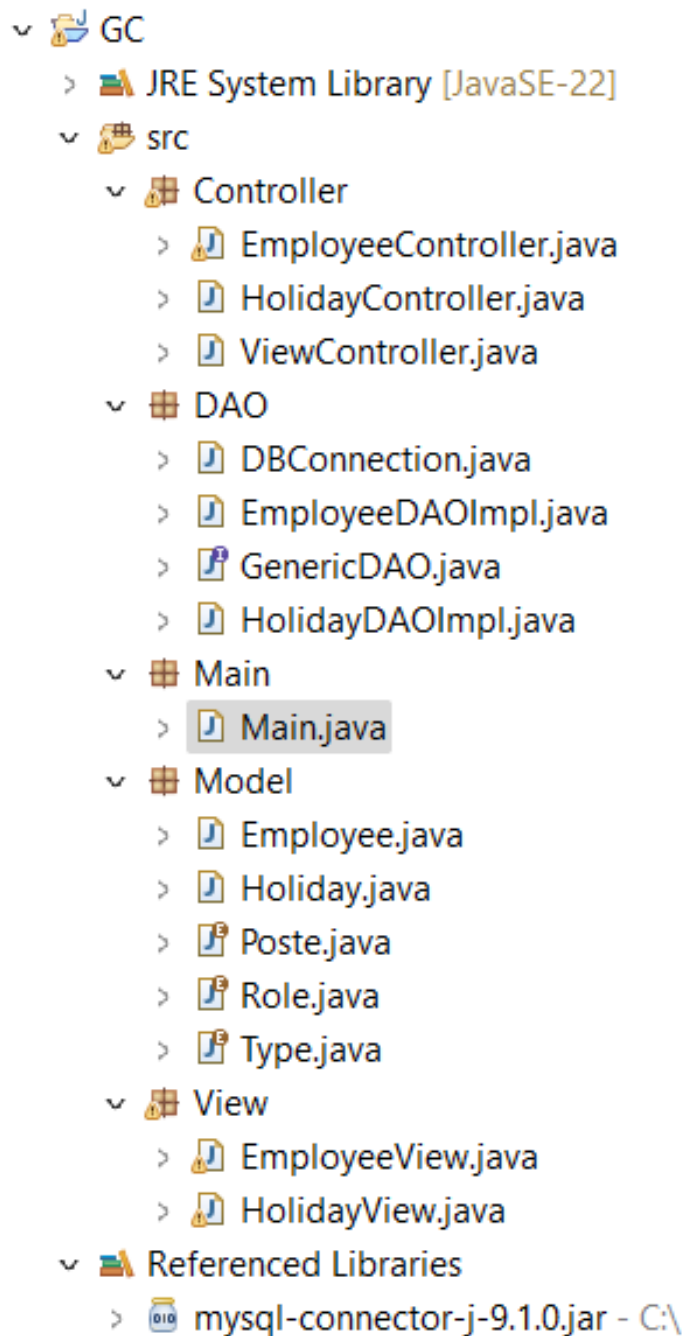 GC
JRE System Library [JavaSE-22]
src
Controller
EmployeeController.java
HolidayController.java
ViewController.java
DAO
DBConnection.java
EmployeeDAOImpl.java
GenericDAO.java
HolidayDAOImpl.java
Main
Main.java
Model
Employee.java
Holiday.java
Poste.java
Role.java
Type.java
View
EmployeeView.java
HolidayView.java
Referenced Libraries
mysql-connector-j-9.1.0.jar - C:\